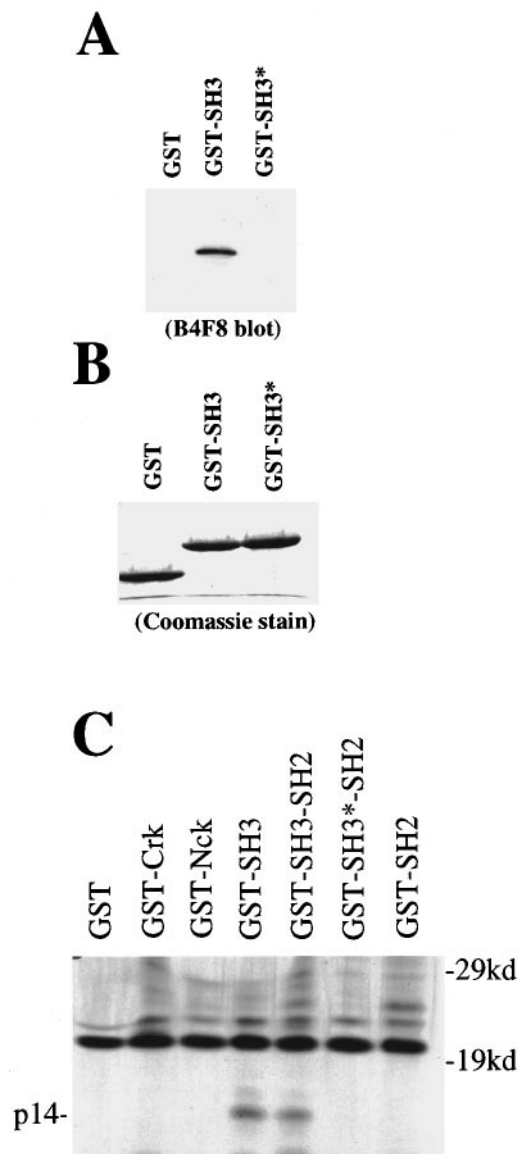 A
GST
GST-SH3
GST-SH3*
(B4F8 blot)
B
GST
GST-SH3
GST-SH3*
(Coomassie stain)
C
GST
GST-Crk
GST-Nck
GST-SH3
GST-SH3-SH2
GST-SH3*-SH2
GST-SH2
-29kd
-19kd
p14-